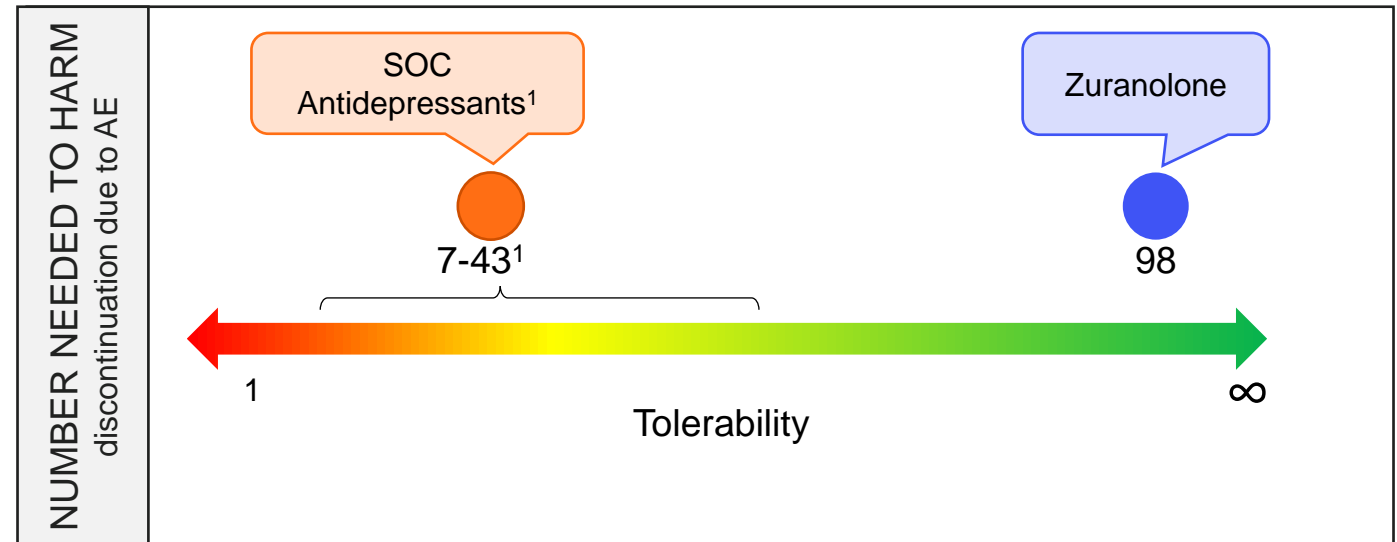 NUMBER NEEDED TO HARM
discontinuation due to AE
SOC
Antidepressants¹
Zuranolone
7-43¹
98
1
∞
Tolerability